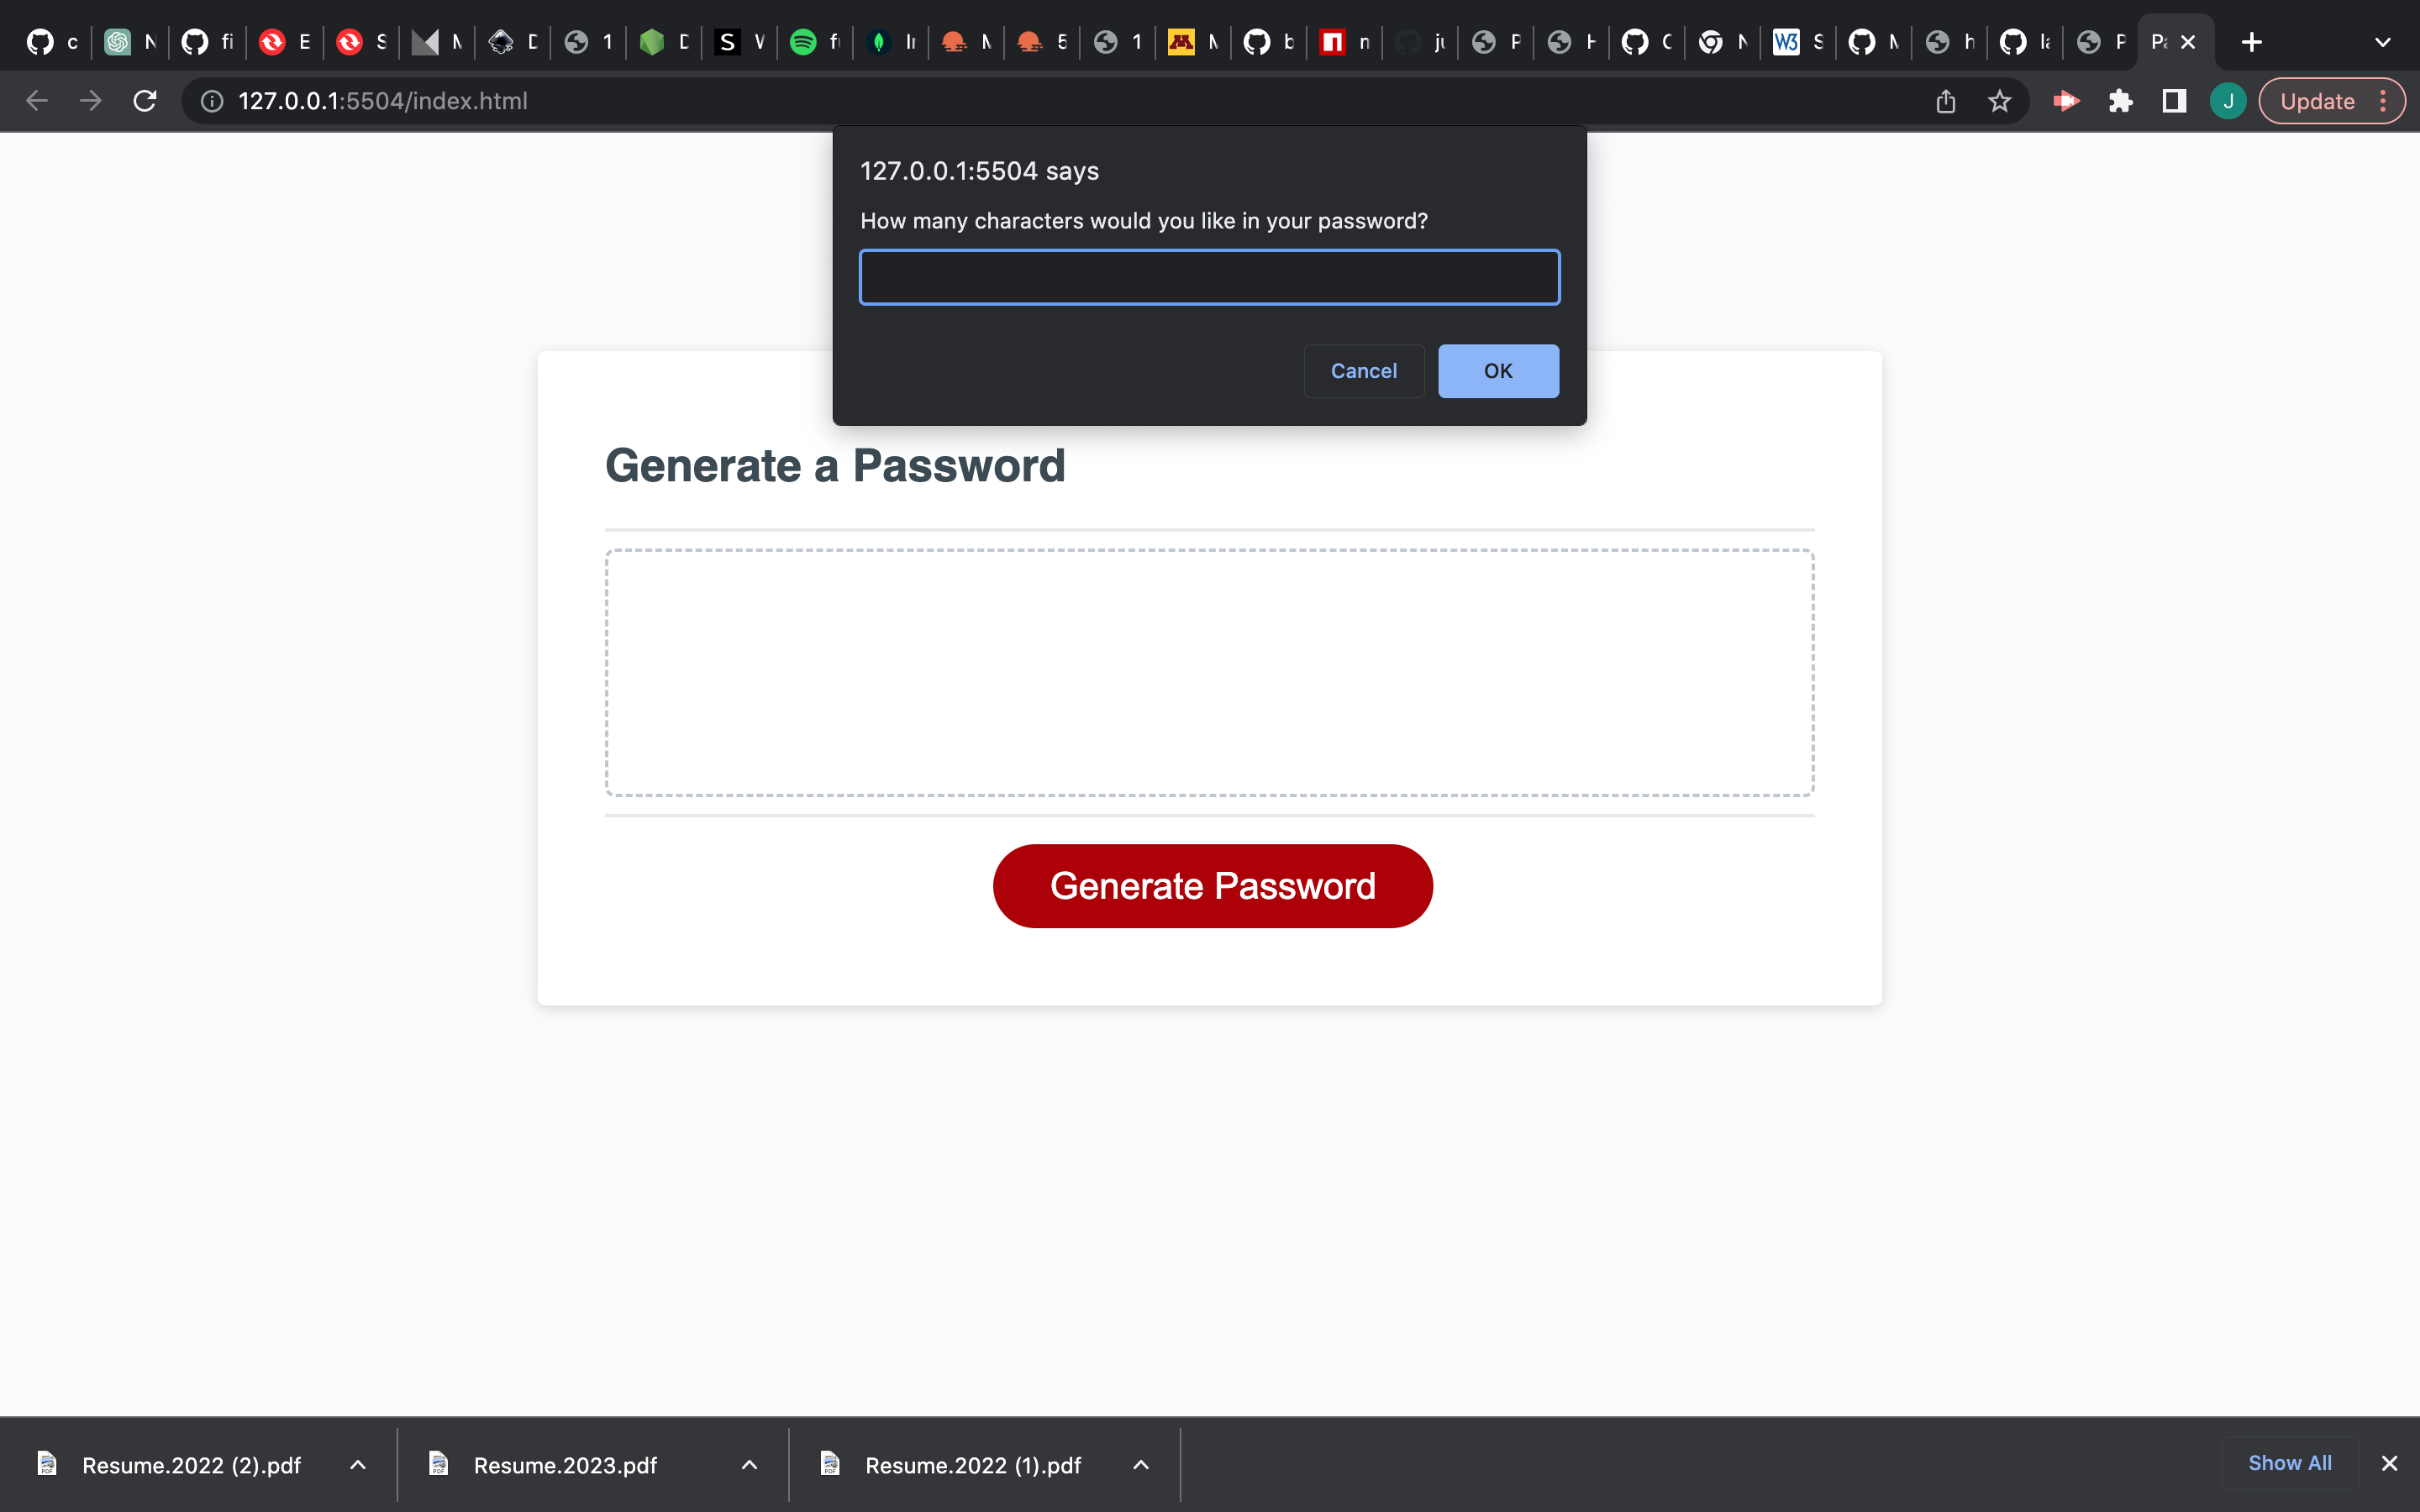 c N fi E S M D 1 D S V f Ir M 5 1 M b n ju P H C N W3 S M h la P Pa
127.0.0.1:5504/index.html
J
Update
127.0.0.1:5504 says
How many characters would you like in your password?
Cancel
OK
Generate a Password
Generate Password
Resume.2022 (2).pdf
Resume.2023.pdf
Resume.2022 (1).pdf
Show All